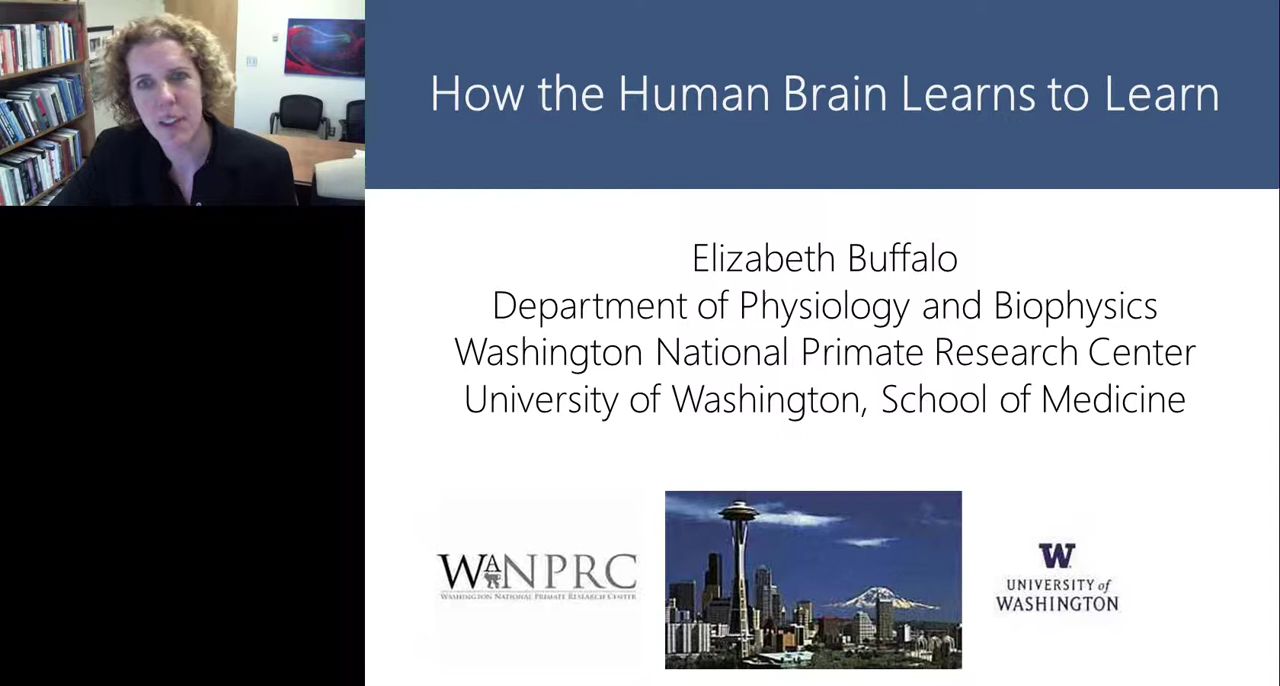 How the Human Brain Learns to Learn
Elizabeth Buffalo
Department of Physiology and Biophysics
Washington National Primate Research Center
University of Washington, School of Medicine
WaNPRC
WASHINGTON NATIONAL PRIMATE RESEARCH CENTER
W
UNIVERSITY of
WASHINGTON